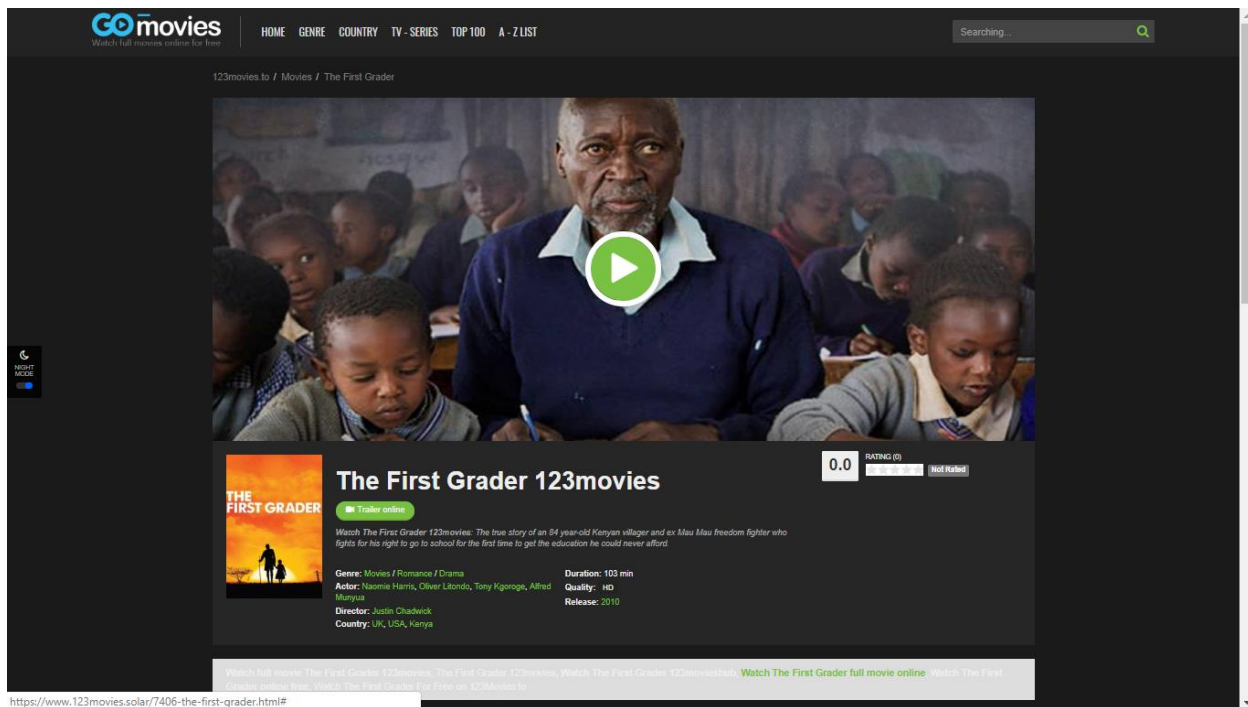 GOmovies
Watch full movies online for free
HOME GENRE COUNTRY TV - SERIES TOP 100 A - Z LIST
Searching...
123movies.to / Movies / The First Grader
NIGHT
MODE
THE
FIRST GRADER
The First Grader 123movies
Trailer online
0.0
RATING (0)
Not Rated
Watch The First Grader 123movies: The true story of an 84 year-old Kenyan villager and ex Mau Mau freedom fighter who
fights for his right to go to school for the first time to get the education he could never afford.
Genre: Movies / Romance / Drama
Actor: Naomie Harris, Oliver Litondo, Tony Kgoroge, Alfred
Munyua
Director: Justin Chadwick
Country: UK, USA, Kenya
Duration: 103 min
Quality: HD
Release: 2010
Watch full movie The First Grader 123movies, The First Grader 123movies, Watch The First Grader 123movieshub, Watch The First Grader full movie online, Watch The First
Grader online free, Watch The First Grader For Free on 123Movies.to
https://www.123movies.solar/7406-the-first-grader.html#